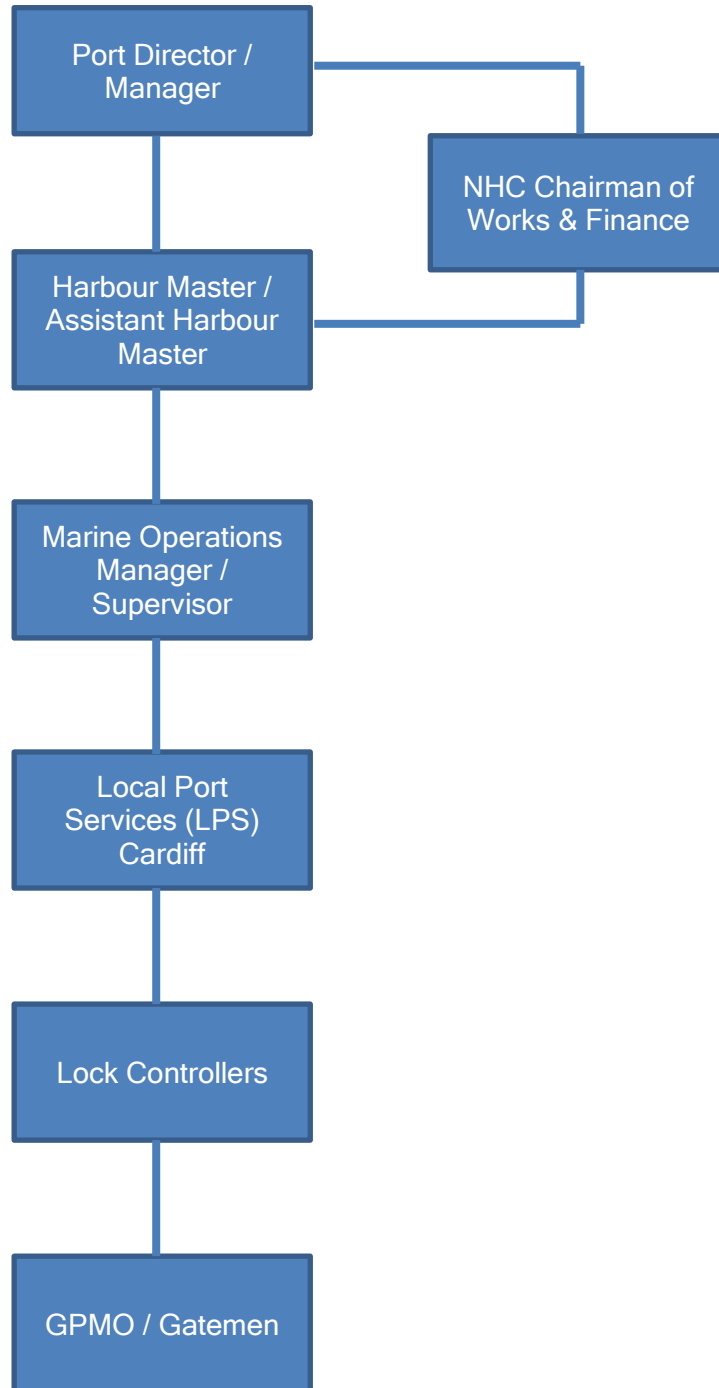 Port Director /
Manager
NHC Chairman of
Works & Finance
Harbour Master /
Assistant Harbour
Master
Marine Operations
Manager /
Supervisor
Local Port
Services (LPS)
Cardiff
Lock Controllers
GPMO / Gatemen